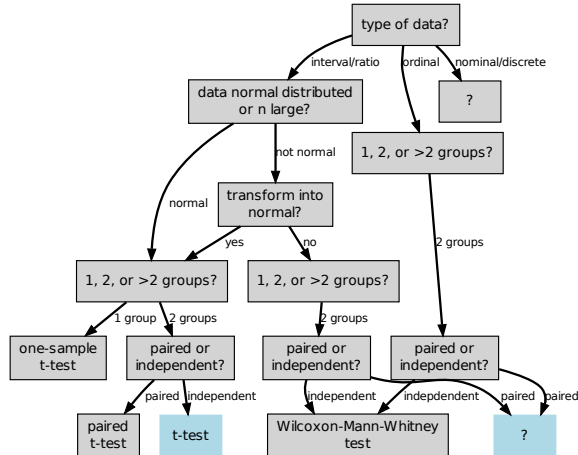 type of data?
interval/ratio
ordinal
nominal/discrete
data normal distributed
or n large?
?
not normal
1, 2, or >2 groups?
normal
transform into
normal?
yes
no
2 groups
1, 2, or >2 groups?
1, 2, or >2 groups?
1 group
2 groups
2 groups
one-sample
t-test
paired or
independent?
paired or
independent?
paired or
independent?
paired
independent
independent
independent
paired
paired
paired
t-test
t-test
Wilcoxon-Mann-Whitney
test
?